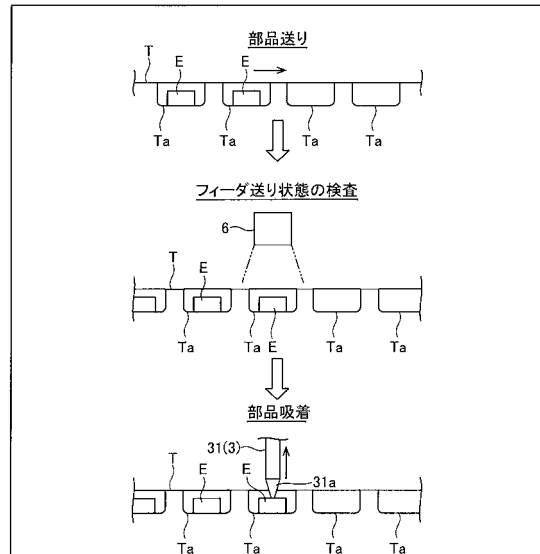 部品送り
T E E
Ta Ta Ta Ta
フィーダ送り状態の検査
6
T E
Ta Ta E Ta Ta
部品吸着
31(3)
T E E 31a
Ta Ta Ta Ta